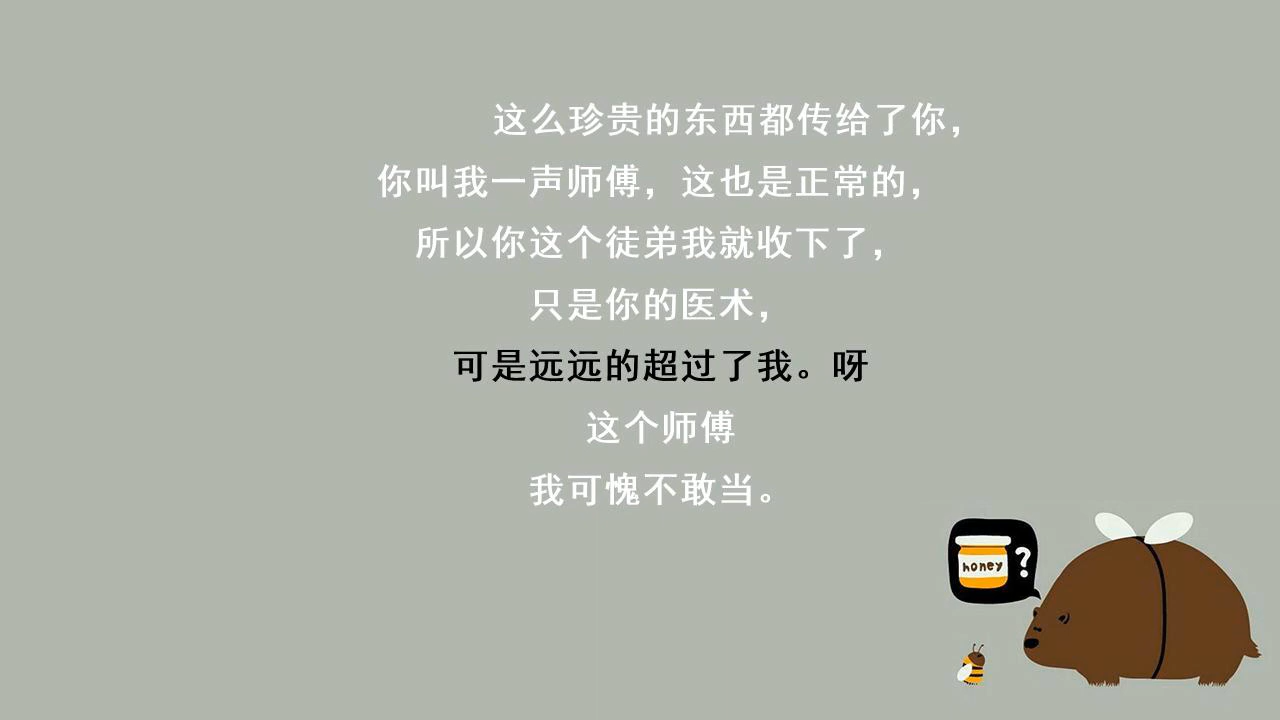 这么珍贵的东西都传给了你，
你叫我一声师傅，这也是正常的，
所以你这个徒弟我就收下了，
只是你的医术，
可是远远的超过了我。呀
这个师傅
我可愧不敢当。
honey
?